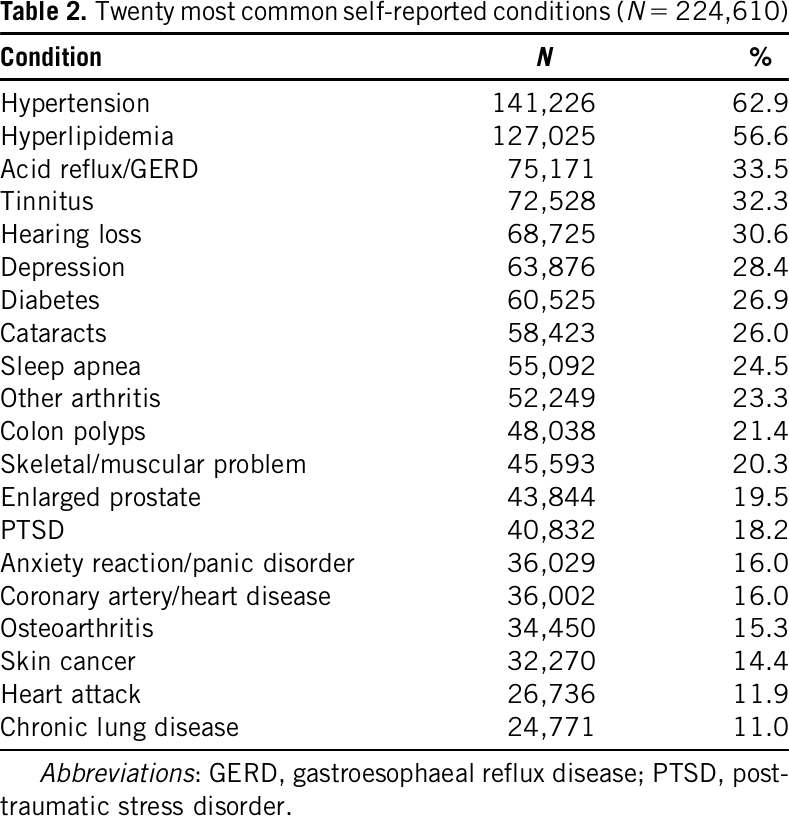 Table 2. Twenty most common self-reported conditions (N = 224,610)
Condition N %
Hypertension 141,226 62.9
Hyperlipidemia 127,025 56.6
Acid reflux/GERD 75,171 33.5
Tinnitus 72,528 32.3
Hearing loss 68,725 30.6
Depression 63,876 28.4
Diabetes 60,525 26.9
Cataracts 58,423 26.0
Sleep apnea 55,092 24.5
Other arthritis 52,249 23.3
Colon polyps 48,038 21.4
Skeletal/muscular problem 45,593 20.3
Enlarged prostate 43,844 19.5
PTSD 40,832 18.2
Anxiety reaction/panic disorder 36,029 16.0
Coronary artery/heart disease 36,002 16.0
Osteoarthritis 34,450 15.3
Skin cancer 32,270 14.4
Heart attack 26,736 11.9
Chronic lung disease 24,771 11.0
Abbreviations: GERD, gastroesophaeal reflux disease; PTSD, post-
traumatic stress disorder.